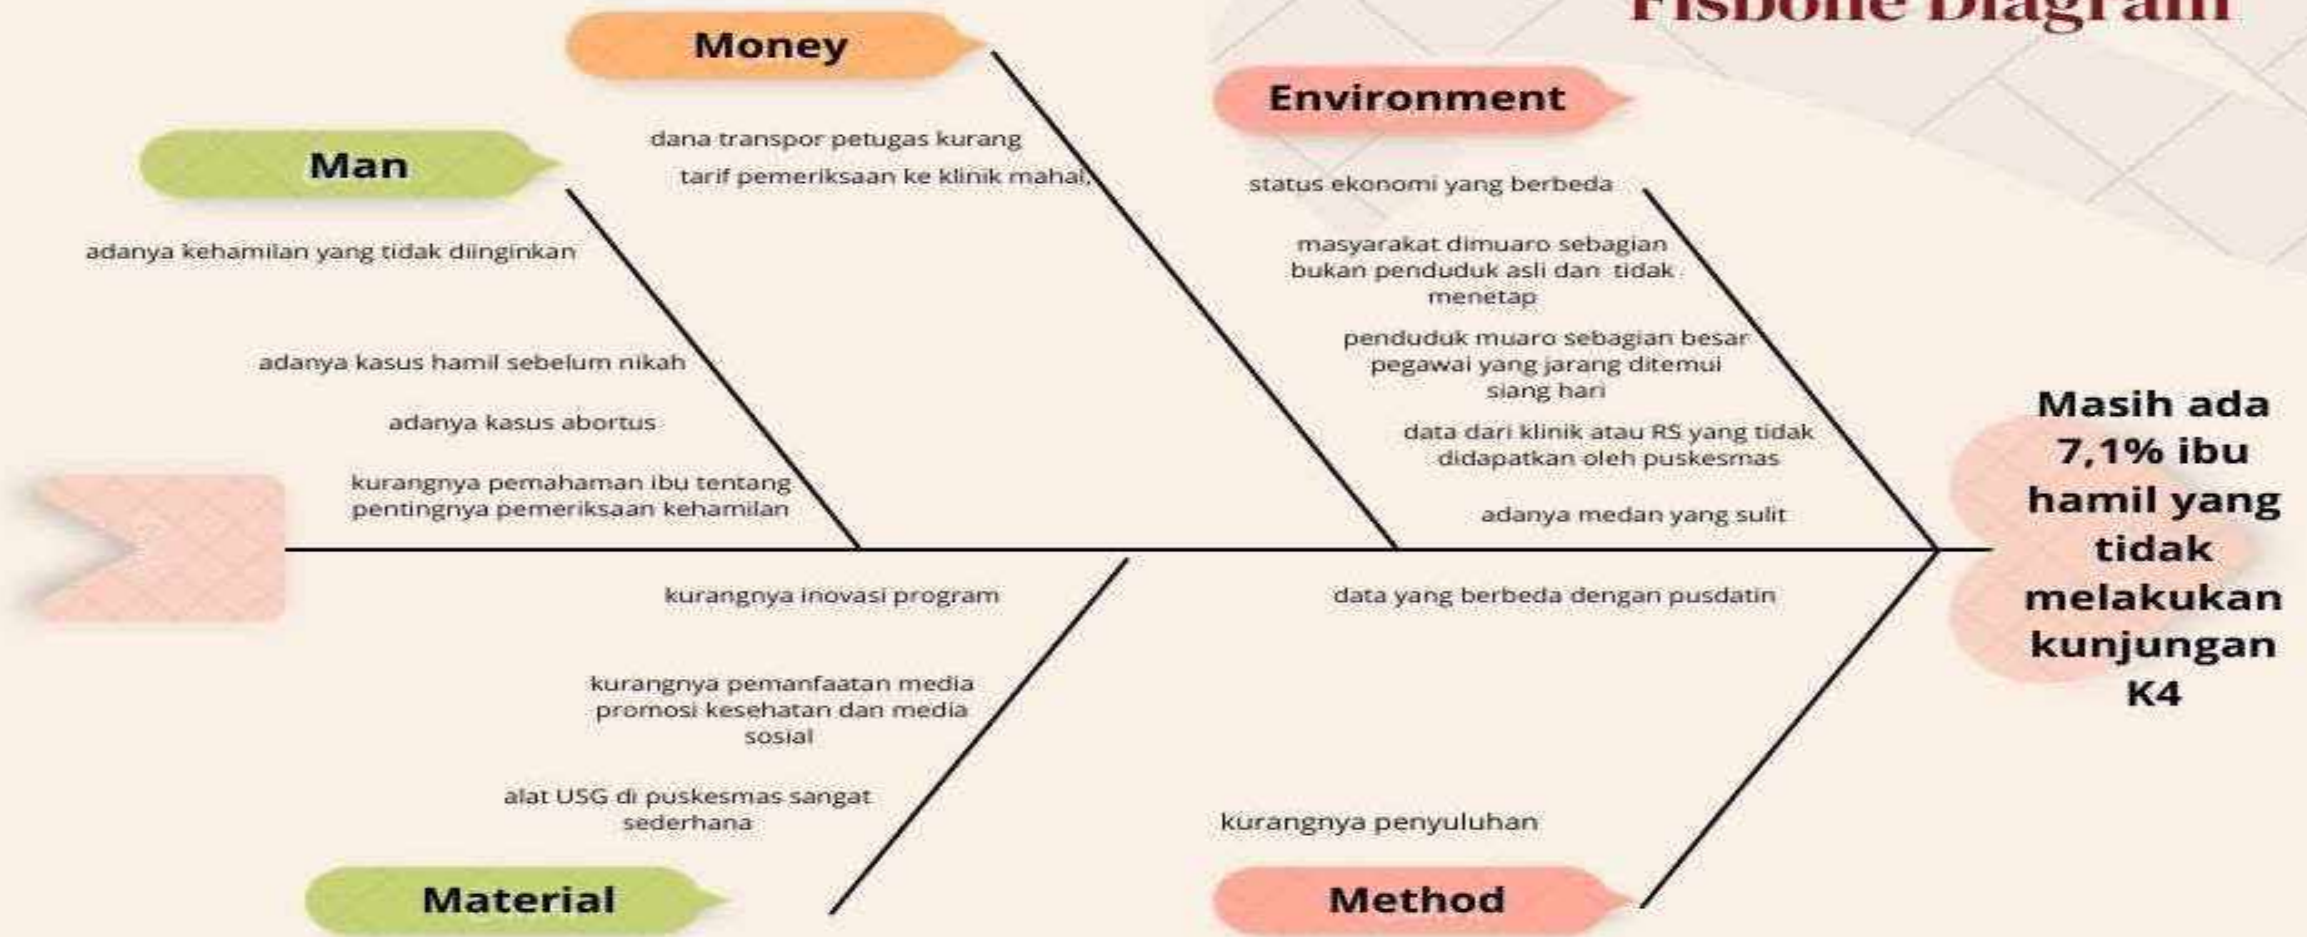 Fisbone Diagram
Money
Environment
Man
dana transpor petugas kurang
tarif pemeriksaan ke klinik mahal,
status ekonomi yang berbeda
adanya kehamilan yang tidak diinginkan
masyarakat dimuaro sebagian
bukan penduduk asli dan tidak
menetap
penduduk muaro sebagian besar
pegawai yang jarang ditemui
siang hari
adanya kasus hamil sebelum nikah
adanya kasus abortus
data dari klinik atau RS yang tidak
didapatkan oleh puskesmas
kurangnya pemahaman ibu tentang
pentingnya pemeriksaan kehamilan
adanya medan yang sulit
Masih ada
7,1% ibu
hamil yang
tidak
melakukan
kunjungan
K4
kurangnya inovasi program
data yang berbeda dengan pusdatin
kurangnya pemanfaatan media
promosi kesehatan dan media
sosial
alat USG di puskesmas sangat
sederhana
kurangnya penyuluhan
Material
Method